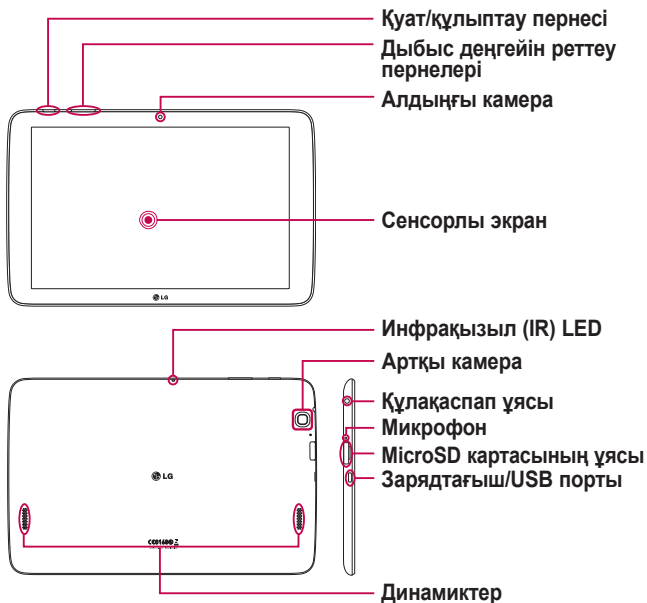 Қуат/құлыптау пернесі
Дыбыс деңгейін реттеу
пернелері
Алдыңғы камера
Сенсорлы экран
LG
Инфрақызыл (IR) LED
Артқы камера
Құлақаспап ұясы
Микрофон
MicroSD картасының ұясы
Зарядтағыш/USB порты
LG
Динамиктер